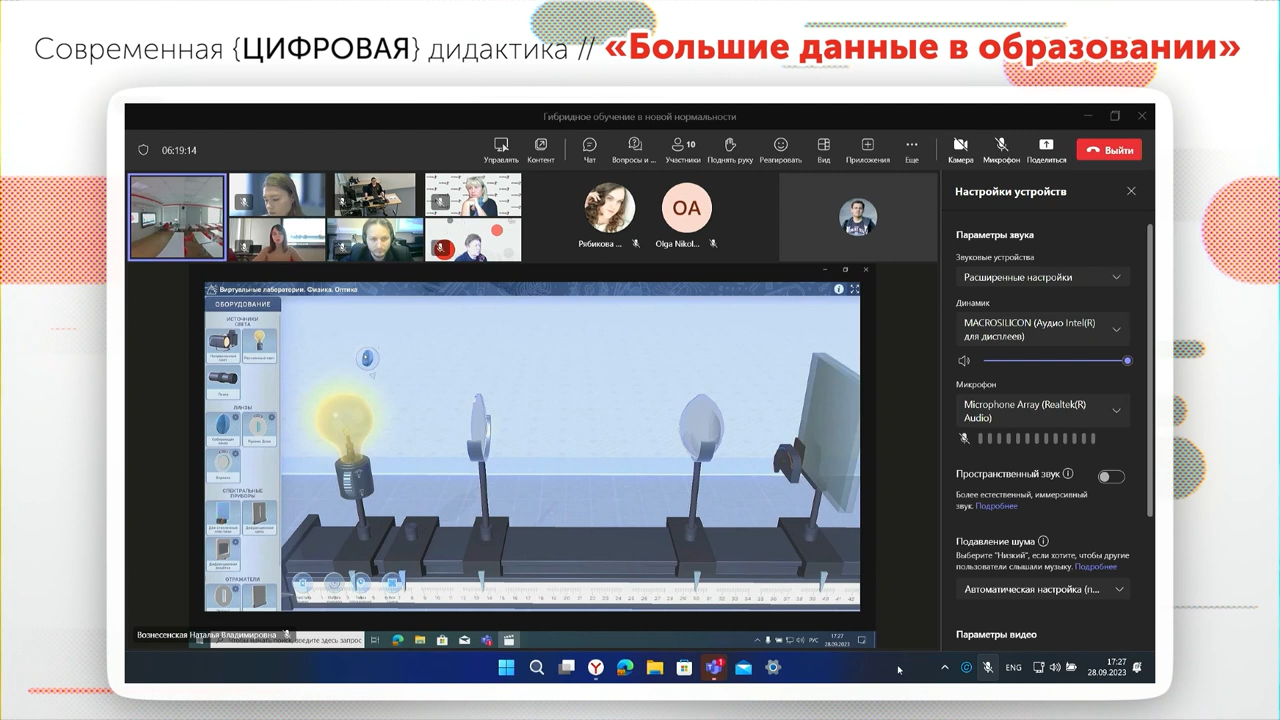 Современная {ЦИФРОВАЯ} дидактика // «Большие данные в образовании»
Гибридное обучение в новой нормальности
06:19:14
Управлять
Контент
Чат
Вопросы и ...
10
Участники
Поднять руку
Реагировать
Вид
Приложения
Еще
Камера
Микрофон
Поделиться
Выйти
OA
Рябикова ...
Olga Nikol...
Настройки устройств
Параметры звука
Звуковые устройства
Расширенные настройки
Динамик
MACROSILICON (Аудио Intel(R)
для дисплеев)
Микрофон
Microphone Array (Realtek(R)
Audio)
Пространственный звук
Более естественный, иммерсивный
звук. Подробнее
Подавление шума
Выберите "Низкий", если хотите, чтобы другие
пользователи слышали музыку. Подробнее
Автоматическая настройка (п...
Параметры видео
Виртуальные лаборатории. Физика. Оптика
ОБОРУДОВАНИЕ
ИСТОЧНИКИ
СВЕТА
ЛИНЗЫ
СПЕКТРАЛЬНЫЕ
ПРИБОРЫ
ОТРАЖАТЕЛИ
Вознесенская Наталья Владимировна
введите здесь запрос
РУС
17:27
28.09.2023
ENG
17:27
28.09.2023